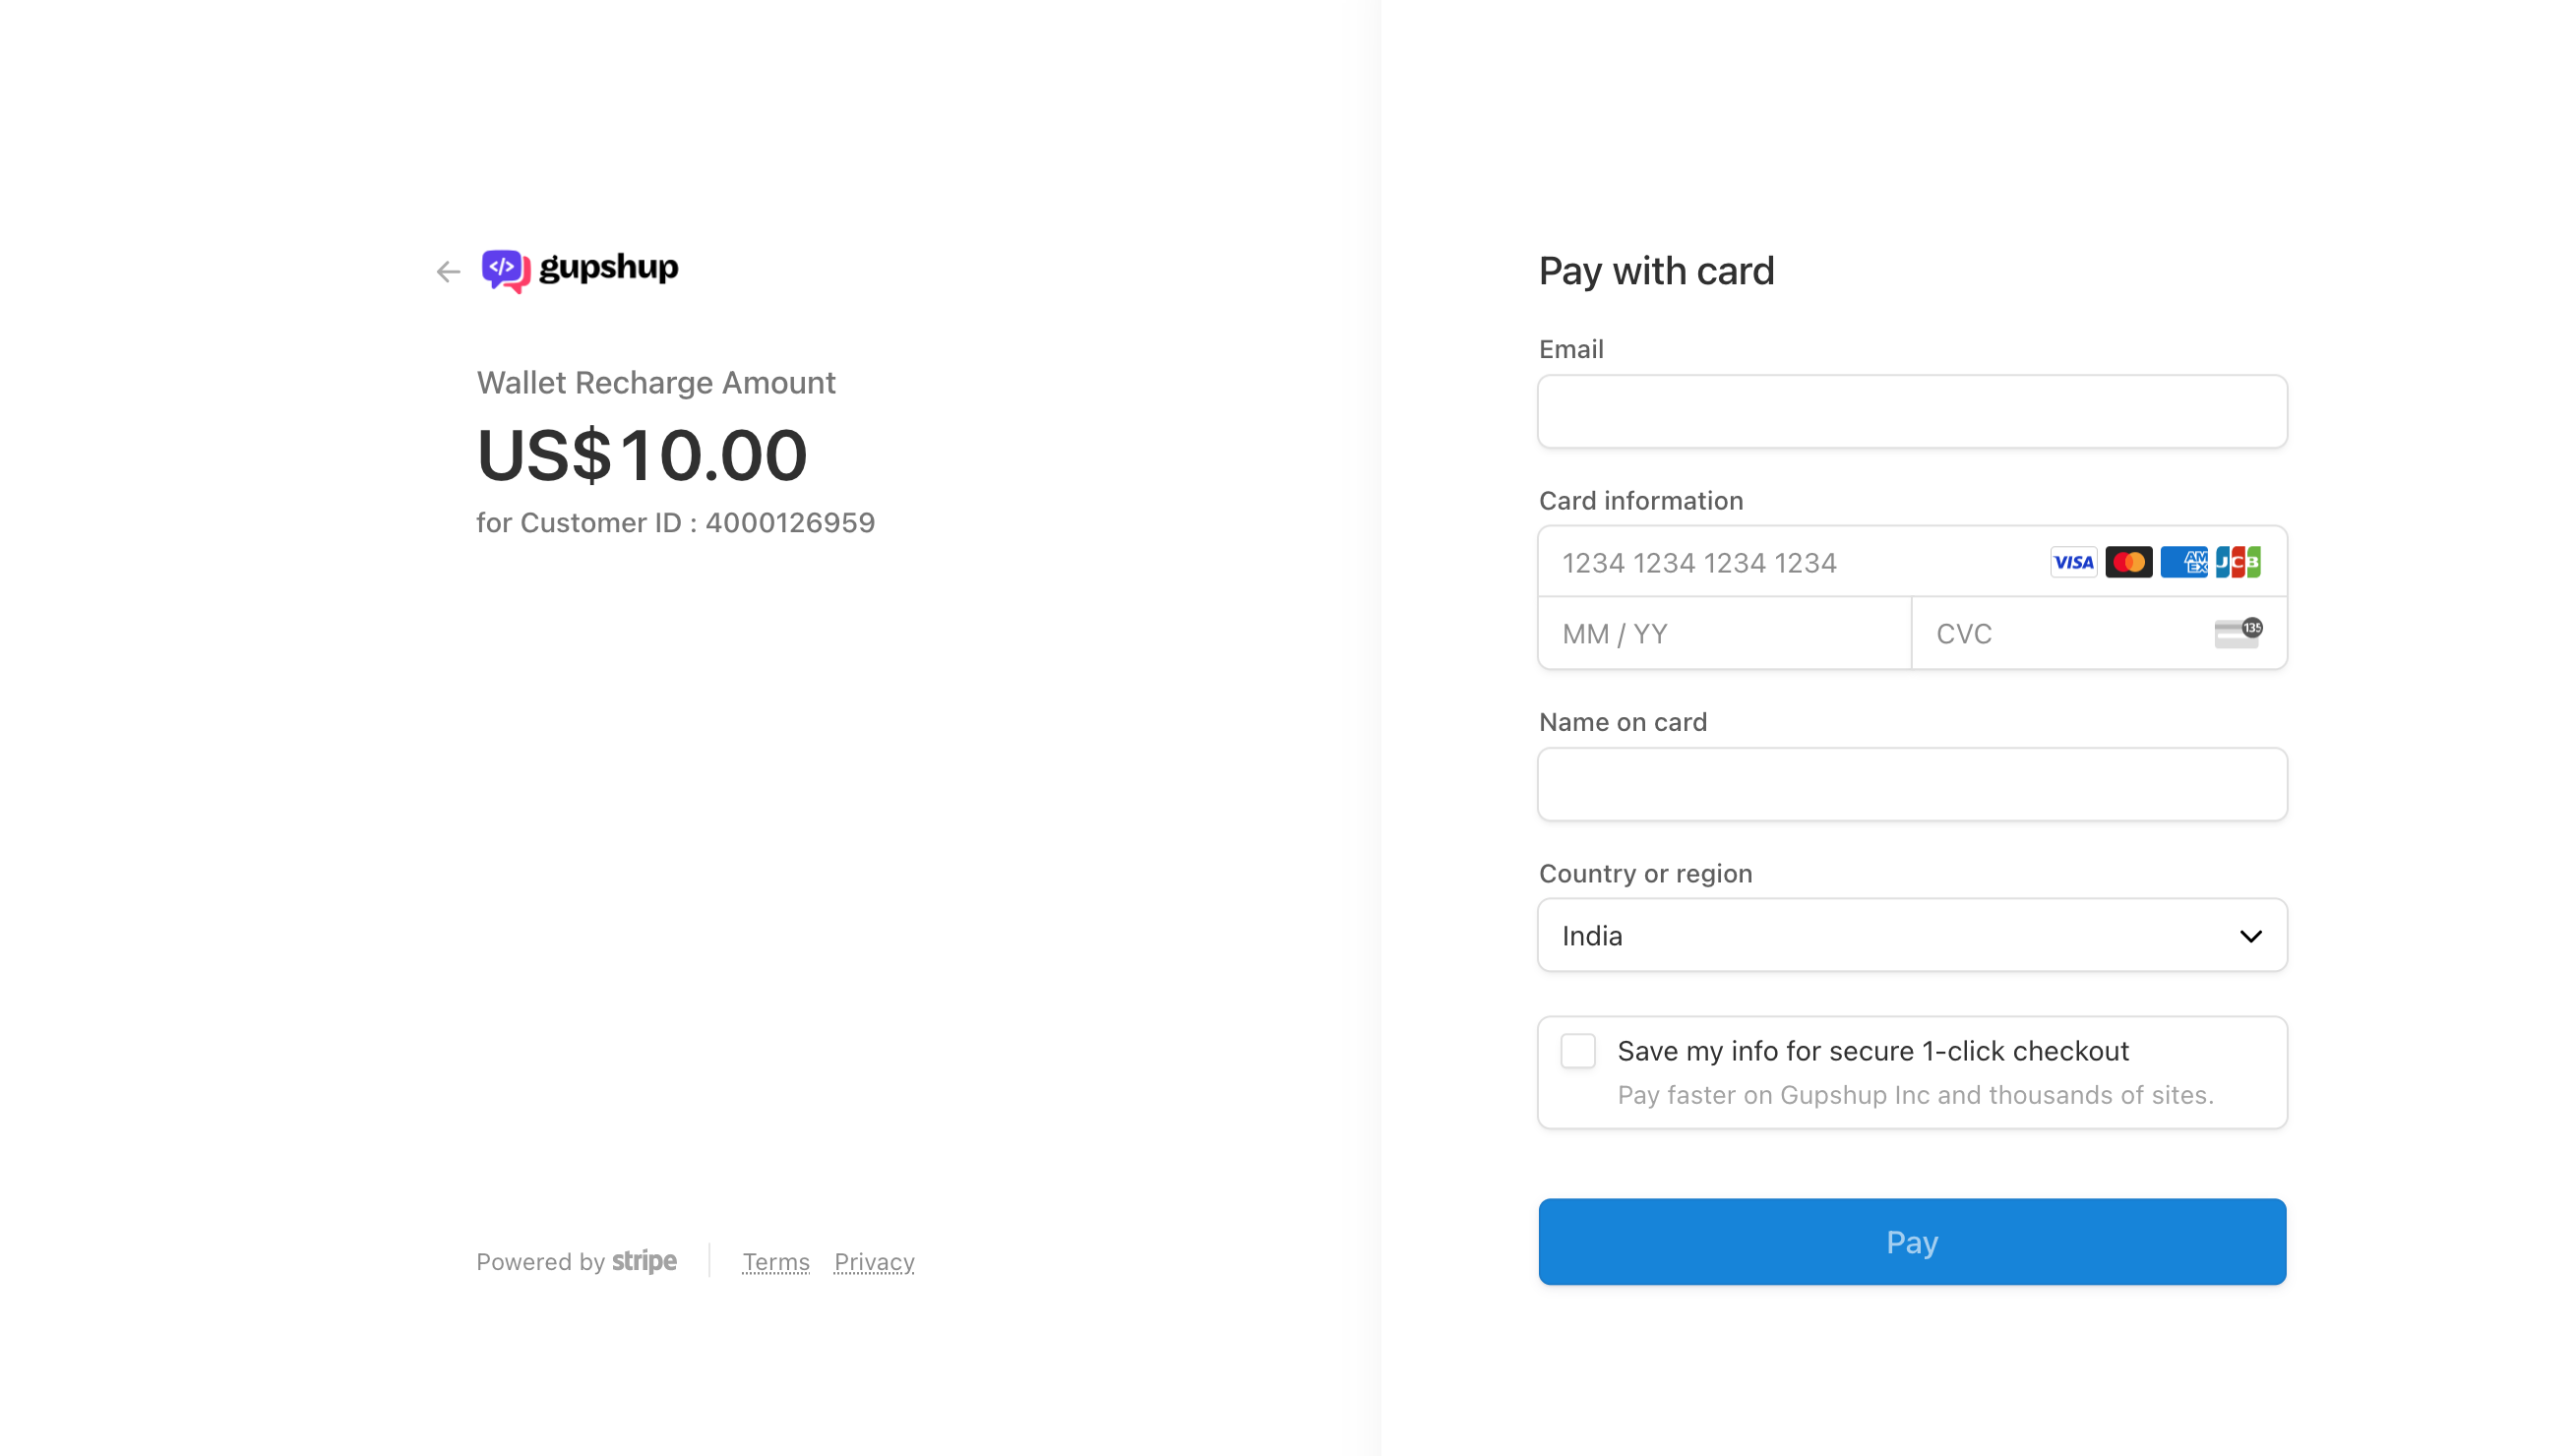 gupshup
Wallet Recharge Amount
US$10.00
for Customer ID : 4000126959
Powered by stripe
Terms
Privacy
Pay with card
Email
Card information
1234 1234 1234 1234
VISA
AMEX
JCB
MM / YY
CVC
135
Name on card
Country or region
India
Save my info for secure 1-click checkout
Pay faster on Gupshup Inc and thousands of sites.
Pay